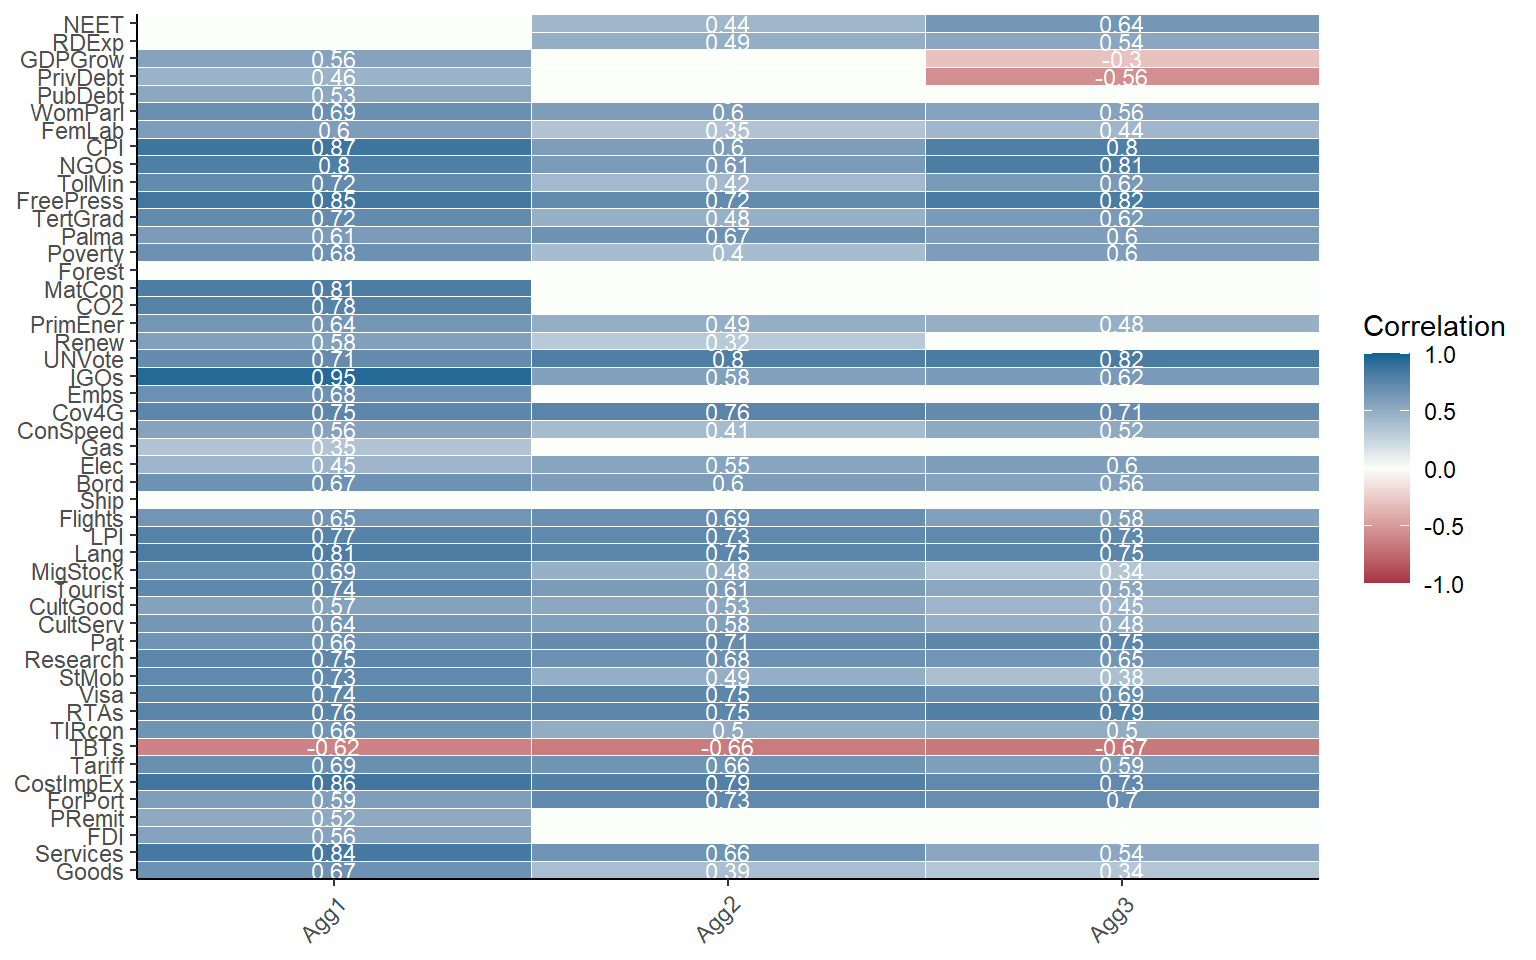 NEET 0.44 0.64
RDExp 0.49 0.54
GDPGrow 0.56 -0.3
PrivDebt 0.46 -0.56
PubDebt 0.53
WomParl 0.69 0.6 0.56
FemLab 0.6 0.35 0.44
CPI 0.87 0.6 0.8
NGOs 0.8 0.61 0.81
TolMin 0.72 0.42 0.62
FreePress 0.85 0.72 0.82
TertGrad 0.72 0.48 0.62
Palma 0.61 0.67 0.6
Poverty 0.68 0.4 0.6
Forest
MatCon 0.81
CO2 0.78
PrimEner 0.64 0.49 0.48
Renew 0.58 0.32
UNVote 0.71 0.8 0.82
IGOs 0.95 0.58 0.62
Embs 0.68
Cov4G 0.75 0.76 0.71
ConSpeed 0.56 0.41 0.52
Gas 0.35
Elec 0.45 0.55 0.6
Bord 0.67 0.6 0.56
Ship
Flights 0.65 0.69 0.58
LPI 0.77 0.73 0.73
Lang 0.81 0.75 0.75
MigStock 0.69 0.48 0.34
Tourist 0.74 0.61 0.53
CultGood 0.57 0.53 0.45
CultServ 0.64 0.58 0.48
Pat 0.66 0.71 0.75
Research 0.75 0.68 0.65
StMob 0.73 0.49 0.38
Visa 0.74 0.75 0.69
RTAs 0.76 0.75 0.79
TIRcon 0.66 0.5 0.5
TBTs -0.62 -0.66 -0.67
Tariff 0.69 0.66 0.59
CostImpEx 0.86 0.79 0.73
ForPort 0.59 0.73 0.7
PRemit 0.52
FDI 0.56
Services 0.84 0.66 0.54
Goods 0.67 0.39 0.34
Agg1 Agg2 Agg3
Correlation
1.0
0.5
0.0
-0.5
-1.0